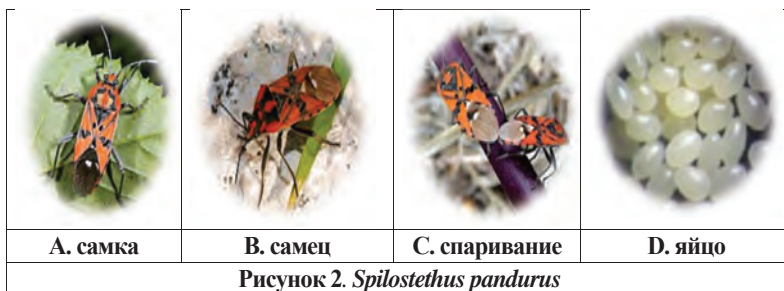 A. самка
B. самец
C. спаривание
D. яйцо
Рисунок 2. Spilostethus pandurus